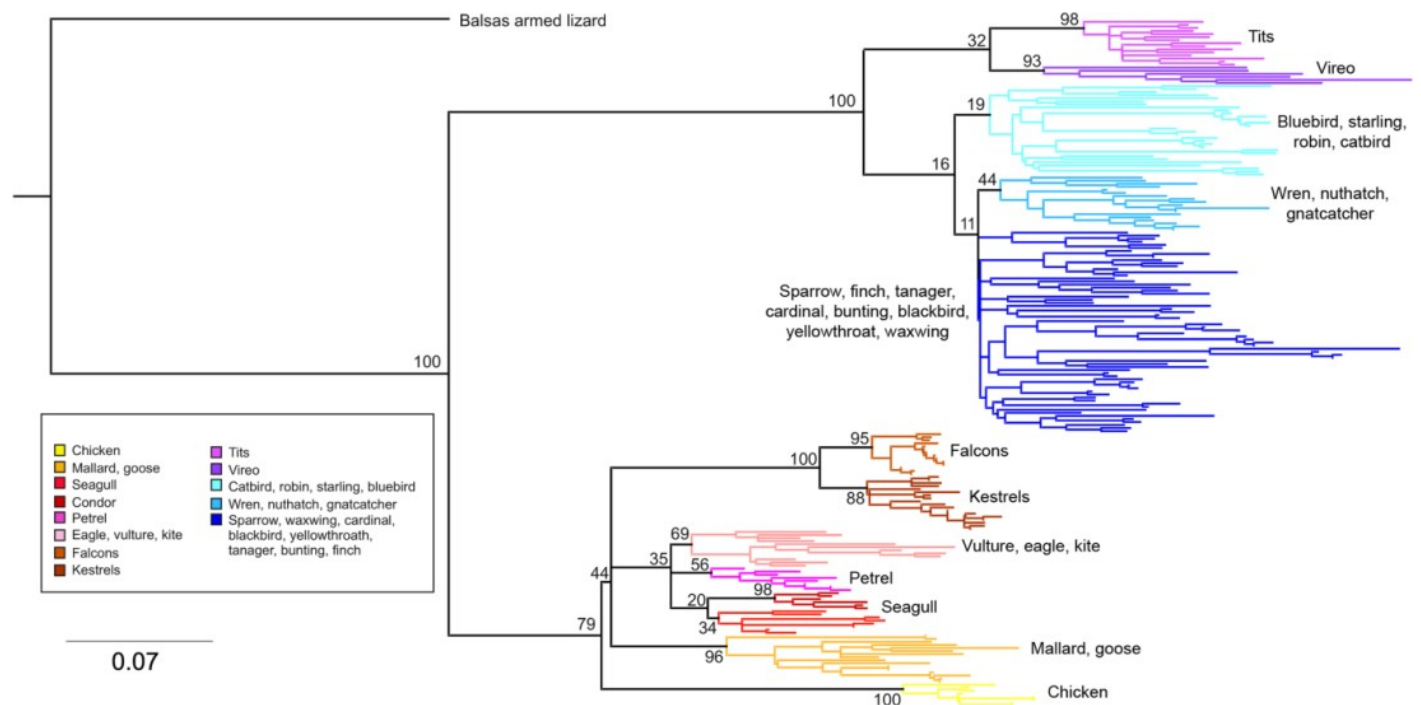 Balsas armed lizard
98
Tits
32
93
Vireo
100
19
Bluebird, starling,
robin, catbird
16
44
Wren, nuthatch,
gnatcatcher
11
Sparrow, finch, tanager,
cardinal, bunting, blackbird,
yellowthroat, waxwing
100
Chicken
Mallard, goose
Seagull
Condor
Petrel
Eagle, vulture, kite
Falcons
Kestrels
Tits
Vireo
Catbird, robin, starling, bluebird
Wren, nuthatch, gnatcatcher
Sparrow, waxwing, cardinal,
blackbird, yellowthroath,
tanager, bunting, finch
0.07
95
Falcons
100
88
Kestrels
69
Vulture, eagle, kite
35
56
Petrel
44
98
20
Seagull
34
79
96
Mallard, goose
100
Chicken